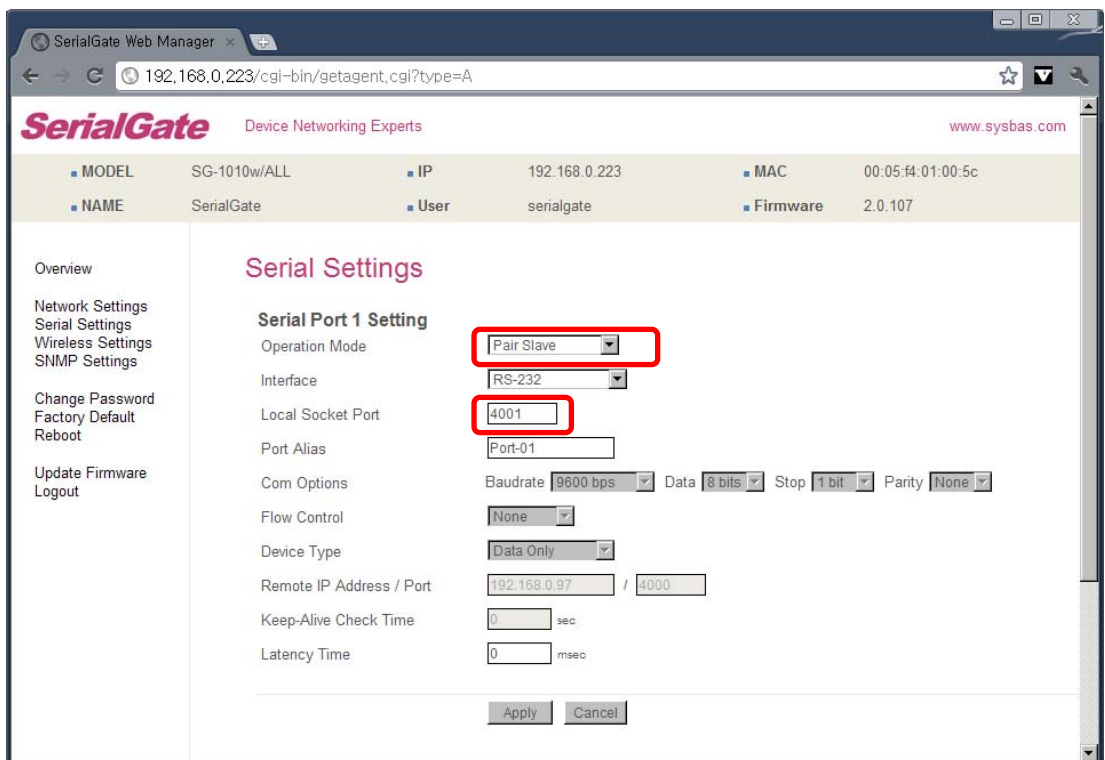 SerialGate Web Manager
192,168,0,223/cgi-bin/getagent,cgi?type=A
SerialGate Device Networking Experts www.sysbas.com
MODEL SG-1010w/ALL IP 192.168.0.223 MAC 00:05:f4:01:00:5c
NAME SerialGate User serialgate Firmware 2.0.107
Overview
Network Settings
Serial Settings
Wireless Settings
SNMP Settings
Change Password
Factory Default
Reboot
Update Firmware
Logout
Serial Settings
Serial Port 1 Setting
Operation Mode Pair Slave
Interface RS-232
Local Socket Port 4001
Port Alias Port-01
Com Options Baudrate 9600 bps Data 8 bits Stop 1 bit Parity None
Flow Control None
Device Type Data Only
Remote IP Address / Port 192.168.0.97 / 4000
Keep-Alive Check Time 0 sec
Latency Time 0 msec
Apply Cancel